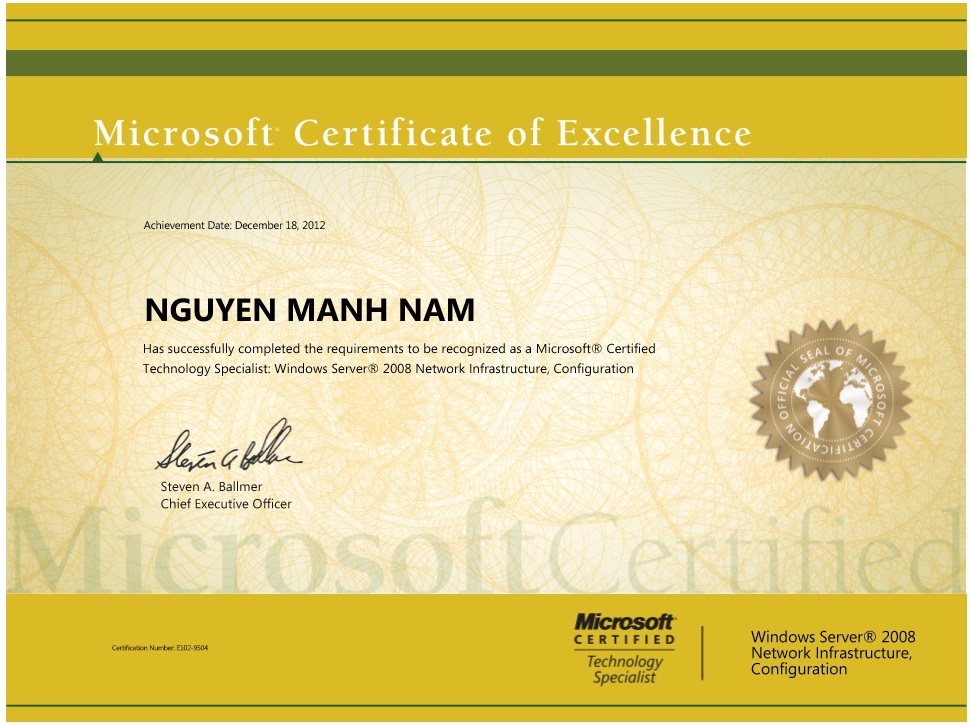 Microsoft® Certificate of Excellence
Achievement Date: December 18, 2012
NGUYEN MANH NAM
Has successfully completed the requirements to be recognized as a Microsoft® Certified
Technology Specialist: Windows Server® 2008 Network Infrastructure, Configuration
OFFICIAL SEAL OF MICROSOFT CERTIFICATION
Steven A Ballmer
Steven A. Ballmer
Chief Executive Officer
MicrosoftCertified
Certification Number: E102-9504
Microsoft
CERTIFIED
Technology
Specialist
Windows Server® 2008
Network Infrastructure,
Configuration